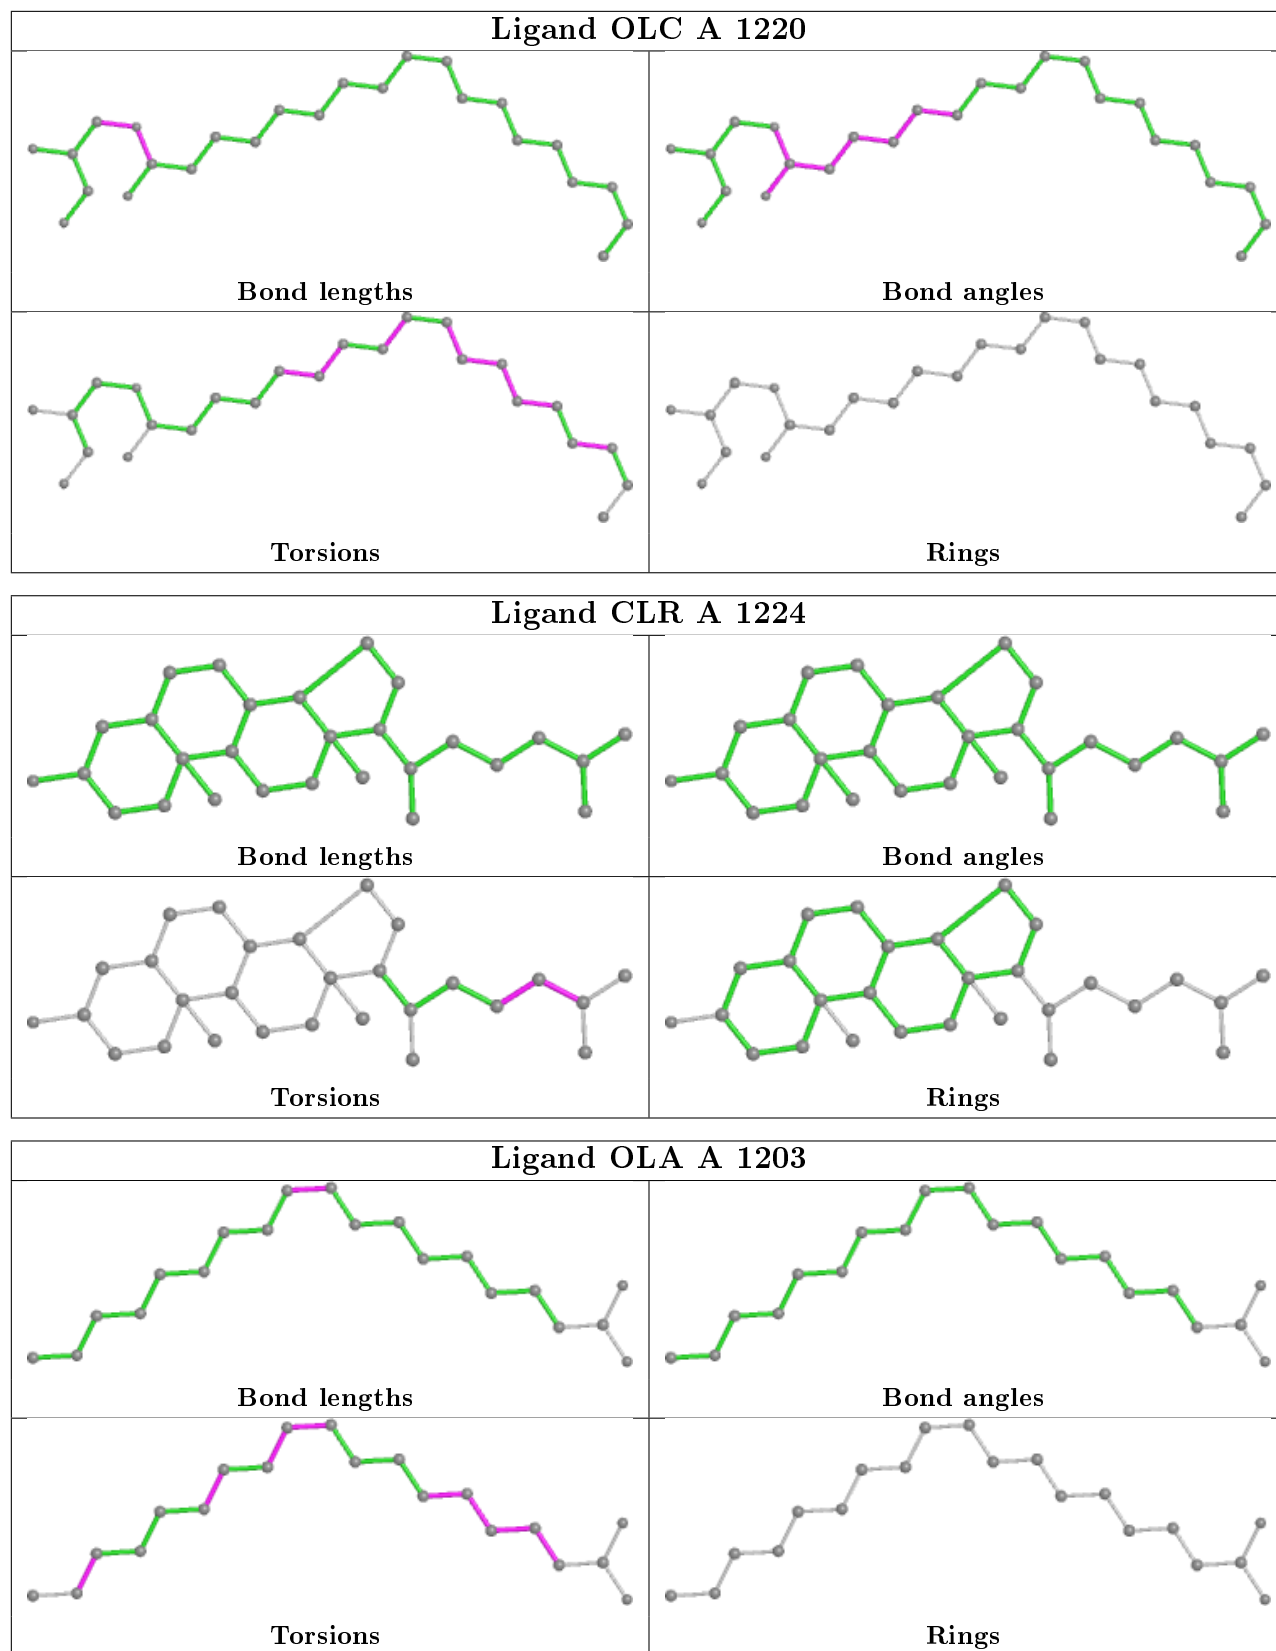 Ligand OLC A 1220
Bond lengths
Bond angles
Torsions
Rings
Ligand CLR A 1224
Bond lengths
Bond angles
Torsions
Rings
Ligand OLA A 1203
Bond lengths
Bond angles
Torsions
Rings